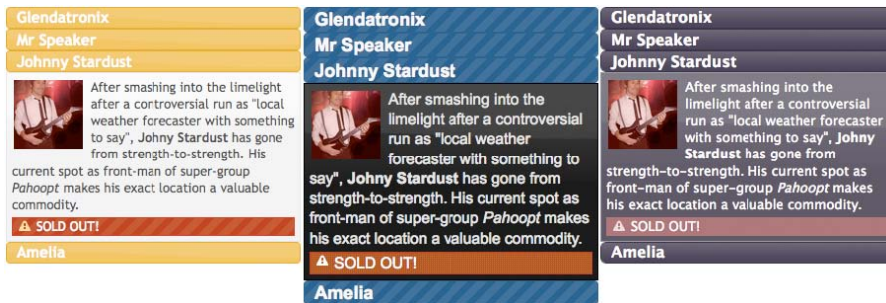 Glendatronix
Mr Speaker
Johnny Stardust
After smashing into the limelight
after a controversial run as "local
weather forecaster with something
to say", Johny Stardust has gone
from strength-to-strength. His
current spot as front-man of super-group
Pahoopt makes his exact location a valuable
commodity.
SOLD OUT!
Amelia
Glendatronix
Mr Speaker
Johnny Stardust
After smashing into the
limelight after a controversial
run as "local weather
forecaster with something to
say", Johny Stardust has gone from
strength-to-strength. His current spot as
front-man of super-group Pahoopt makes
his exact location a valuable commodity.
SOLD OUT!
Amelia
Glendatronix
Mr Speaker
Johnny Stardust
After smashing into the
limelight after a controversial
run as "local weather forecaster
with something to say", Johny
Stardust has gone from
strength-to-strength. His current spot as
front-man of super-group Pahoopt makes
his exact location a valuable commodity.
SOLD OUT!
Amelia